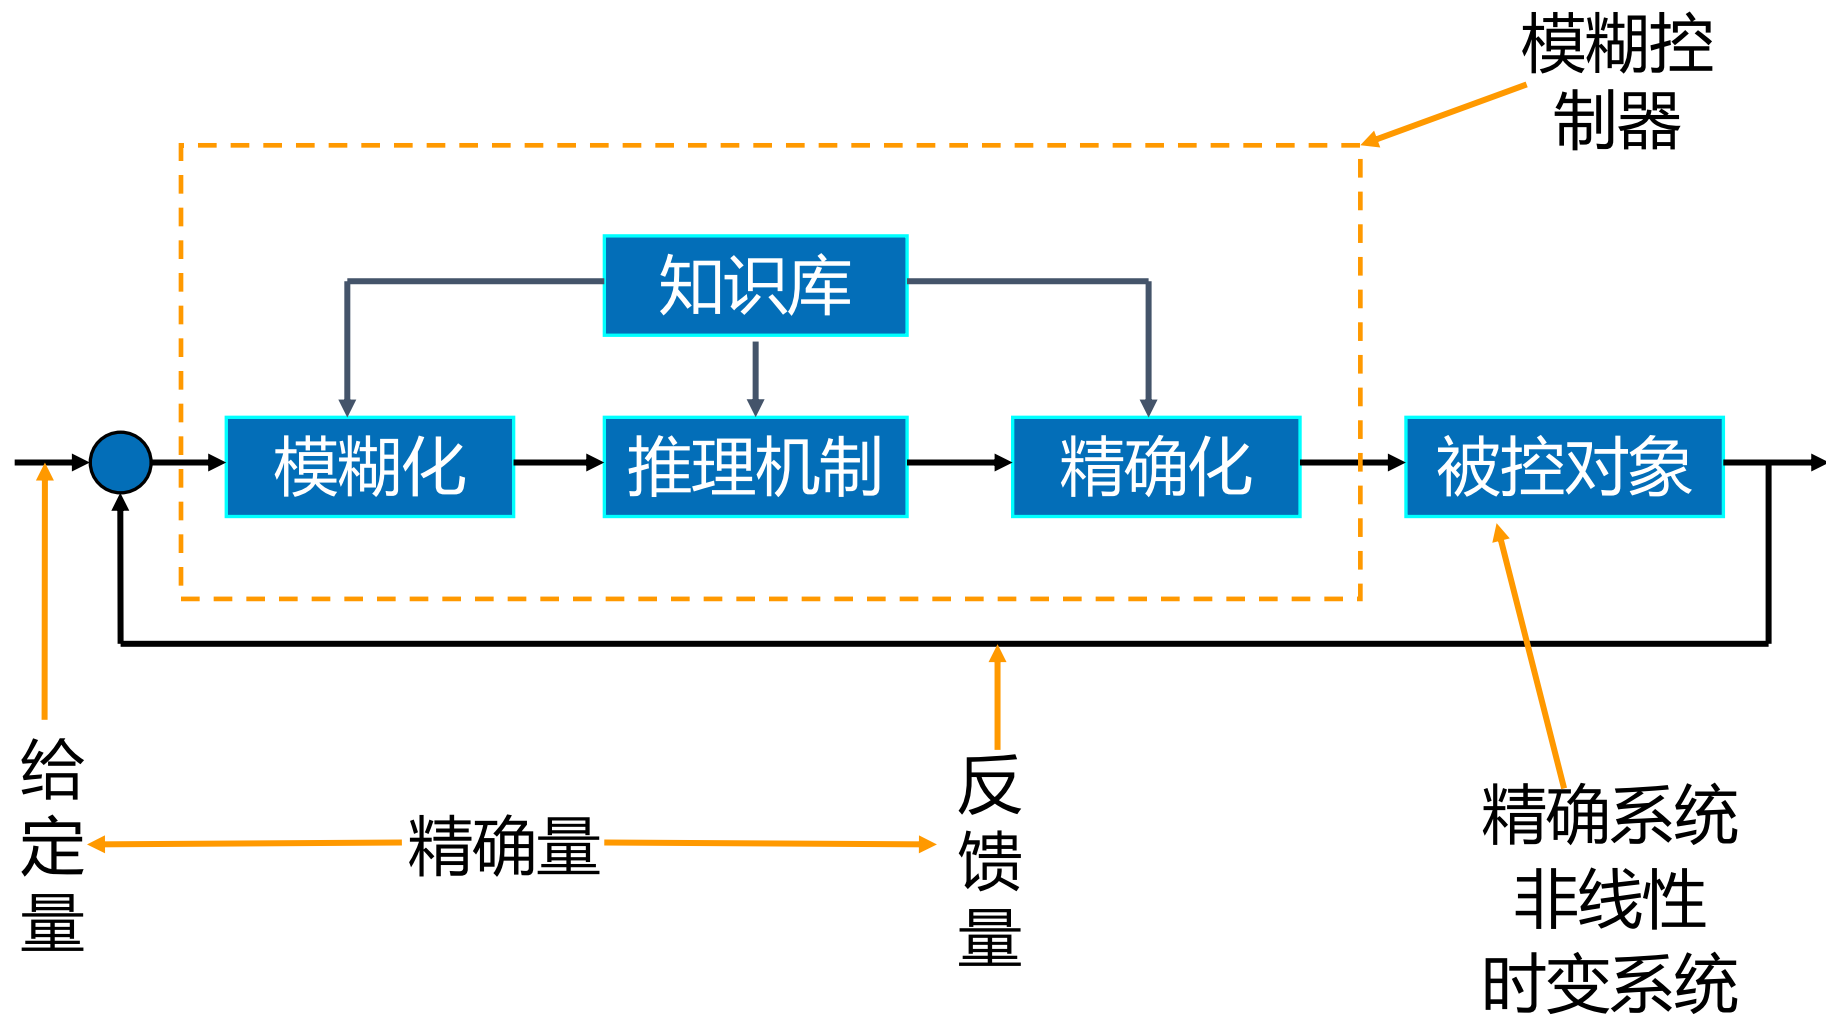 模糊控
制器
知识库
模糊化
推理机制
精确化
被控对象
给
定
量
精确量
反
馈
量
精确系统
非线性
时变系统